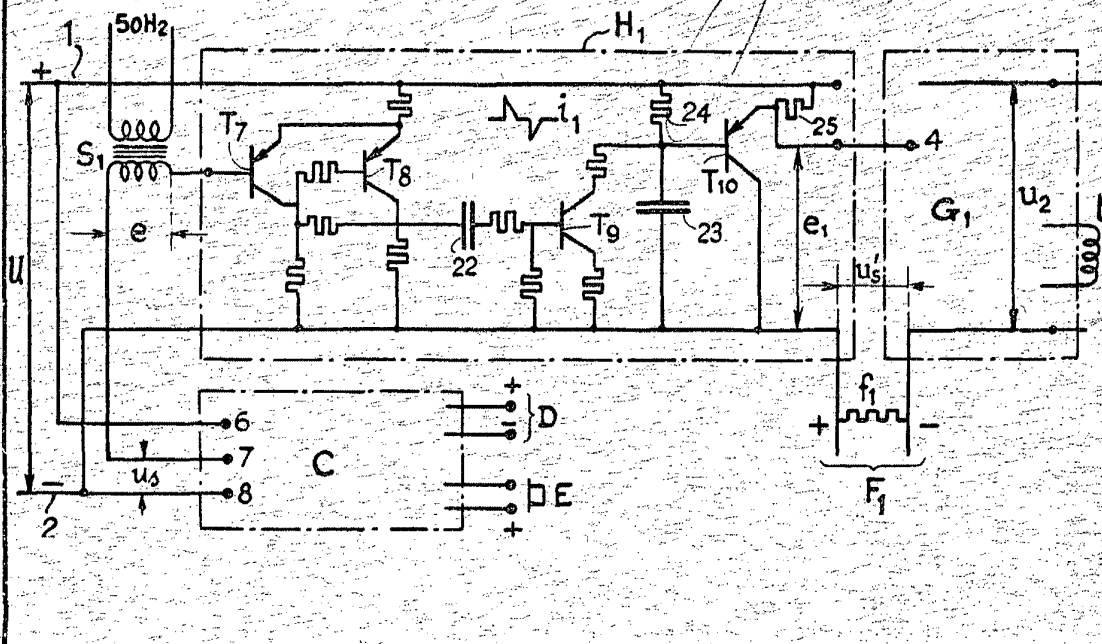 50Hz
H₁
1
+
i₁
24
25
T₇
S₁
T₈
T₁₀
4
e
T₉
23
e₁
G₁
u₂
U
22
u's
6
+
D
f₁
+
-
7
C
-
us
8
E
F₁
2
+